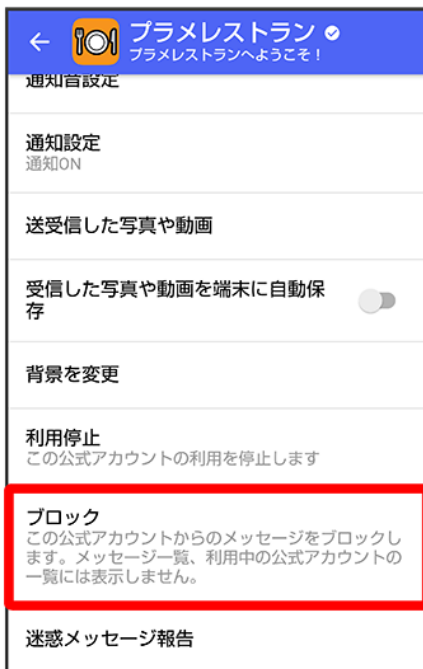 プラメレストラン
プラメレストランへようこそ！
通知音設定
通知設定
通知ON
送受信した写真や動画
受信した写真や動画を端末に自動保
存
背景を変更
利用停止
この公式アカウントの利用を停止します
ブロック
この公式アカウントからのメッセージをブロックし
ます。メッセージ一覧、利用中の公式アカウントの
一覧には表示しません。
迷惑メッセージ報告